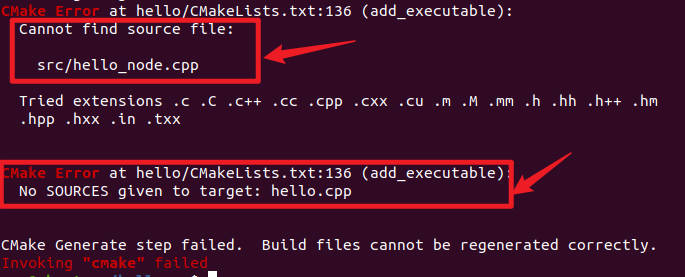 CMake Error at hello/CMakeLists.txt:136 (add_executable):
Cannot find source file:
src/hello_node.cpp
Tried extensions .c .C .c++ .cc .cpp .cxx .cu .m .M .mm .h .hh .h++ .hm
.hpp .hxx .in .txx
CMake Error at hello/CMakeLists.txt:136 (add_executable):
No SOURCES given to target: hello.cpp
CMake Generate step failed.  Build files cannot be regenerated correctly.
Invoking "cmake" failed